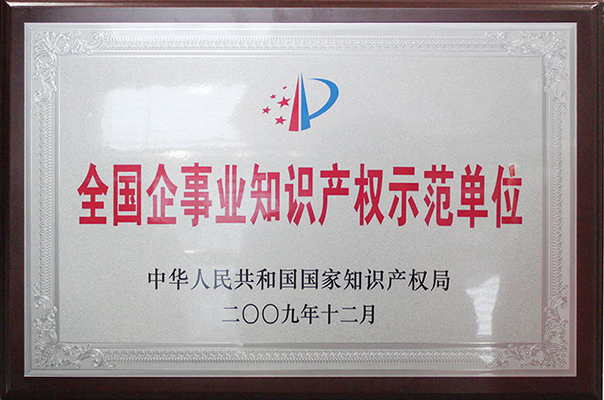 全国企事业知识产权示范单位
中华人民共和国国家知识产权局
二〇〇九年十二月